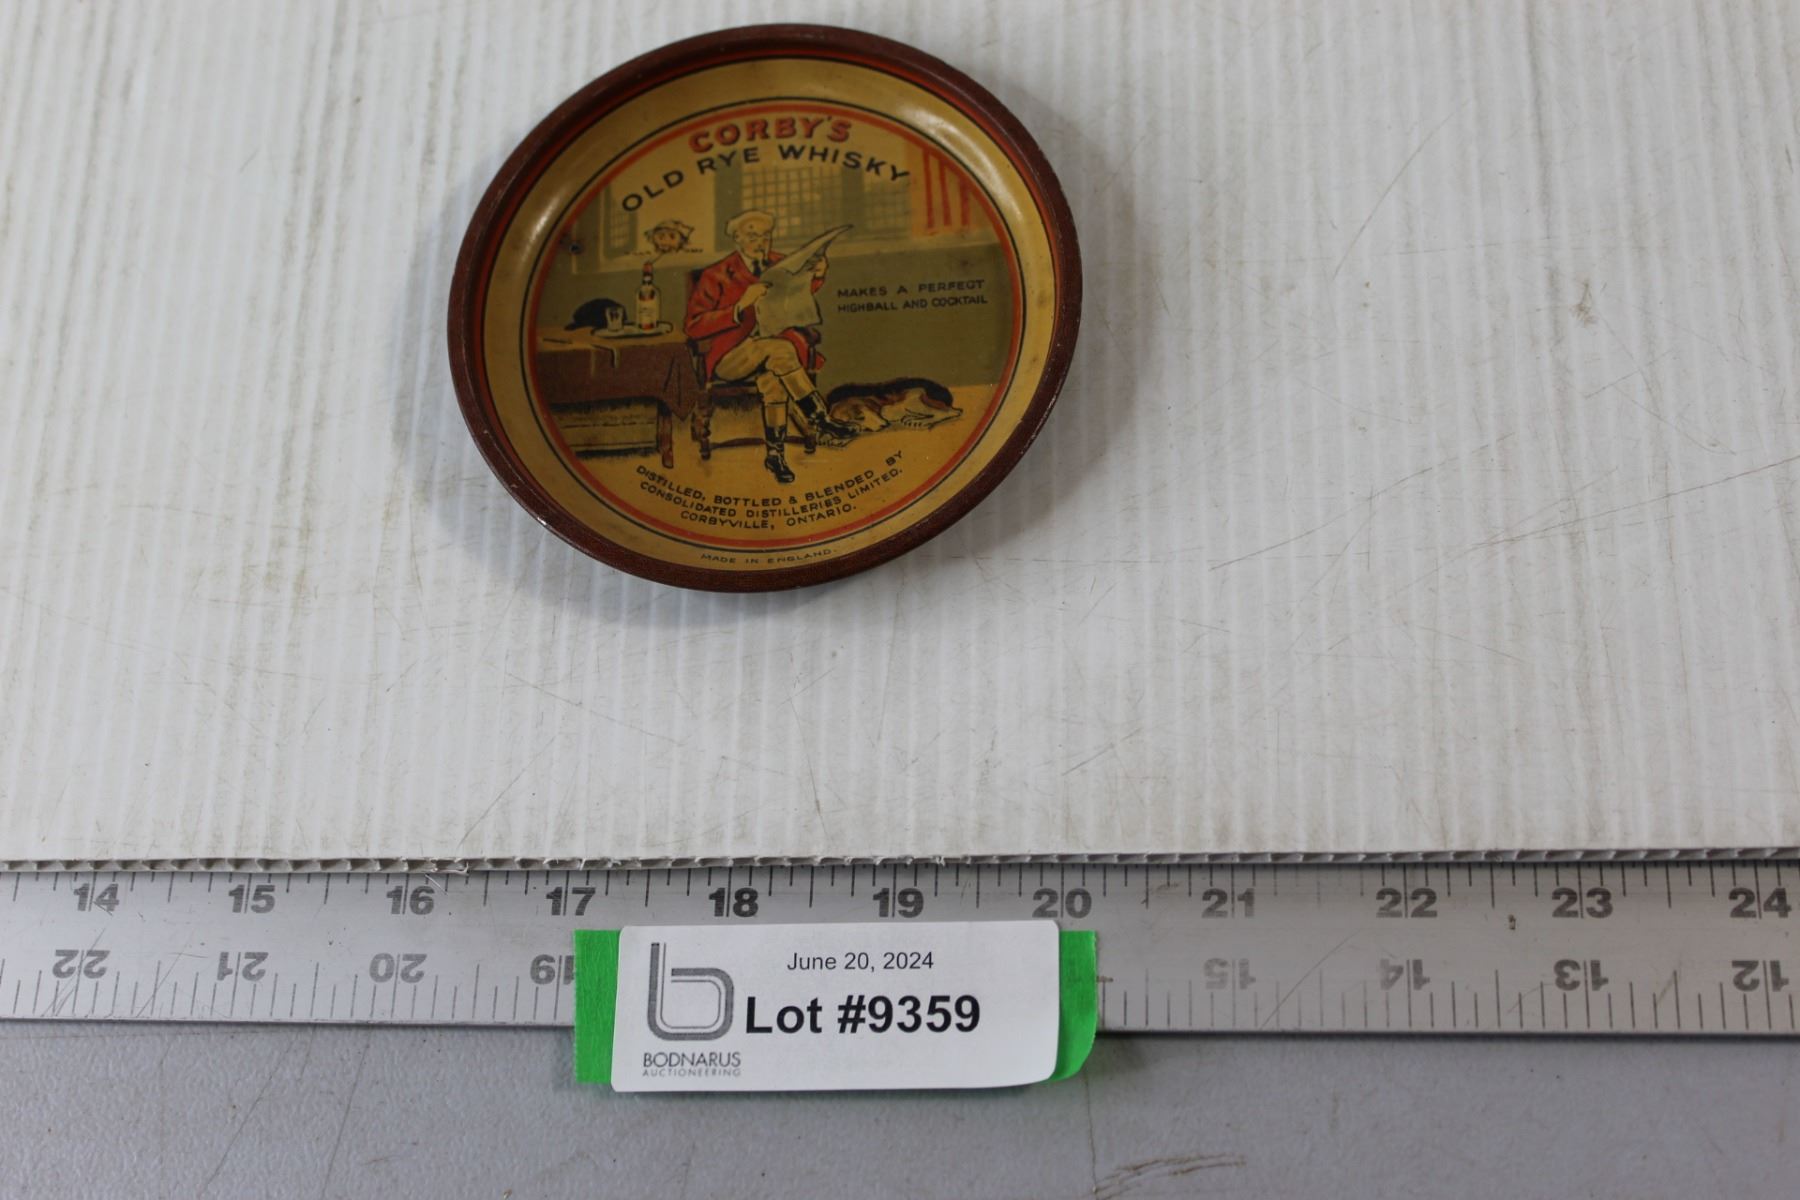 CORBY'S
OLD RYE WHISKY
MAKES A PERFECT
HIGHBALL AND COCKTAIL
DISTILLED, BOTTLED & BLENDED BY
CONSOLIDATED DISTILLERIES LIMITED.
CORBYVILLE, ONTARIO.
MADE IN ENGLAND.
14 15 16 17 18 19 20 21 22 23 24
22 21 20 19 15 14 13 12
June 20, 2024
Lot #9359
BODNARUS
AUCTIONEERING